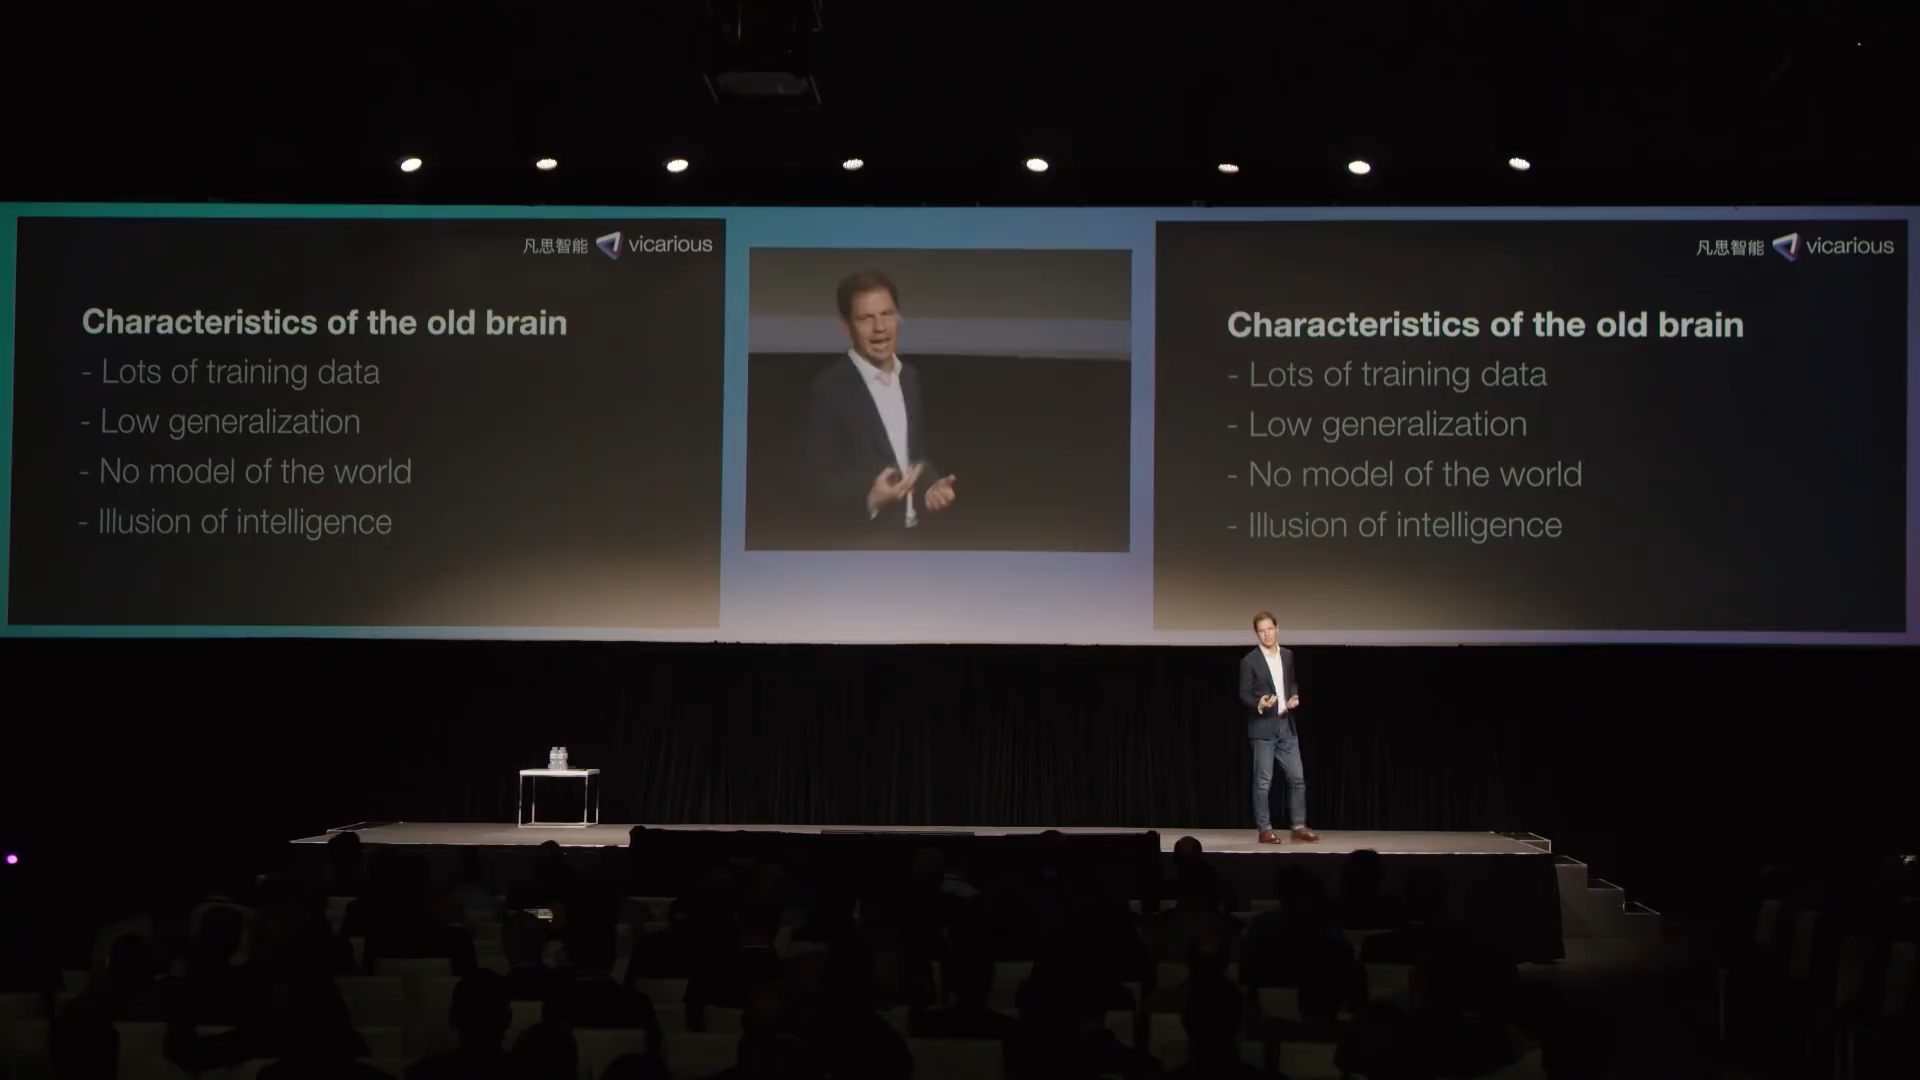 凡思智能 vicarious
Characteristics of the old brain
- Lots of training data
- Low generalization
- No model of the world
- Illusion of intelligence
凡思智能 vicarious
Characteristics of the old brain
- Lots of training data
- Low generalization
- No model of the world
- Illusion of intelligence